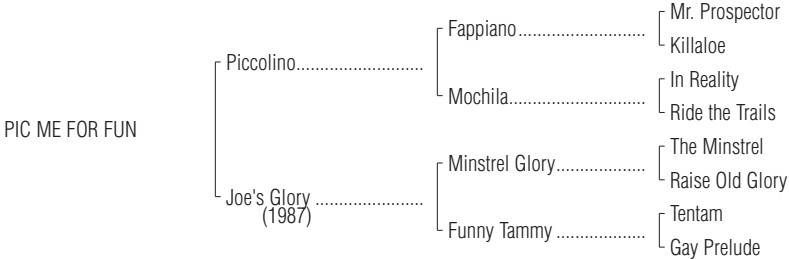 Mr. Prospector
Fappiano............................
Killaloe
Piccolino...........................
In Reality
Mochila..............................
Ride the Trails
PIC ME FOR FUN
The Minstrel
Minstrel Glory...................
Raise Old Glory
Joe's Glory .......................
(1987)
Tentam
Funny Tammy ...................
Gay Prelude